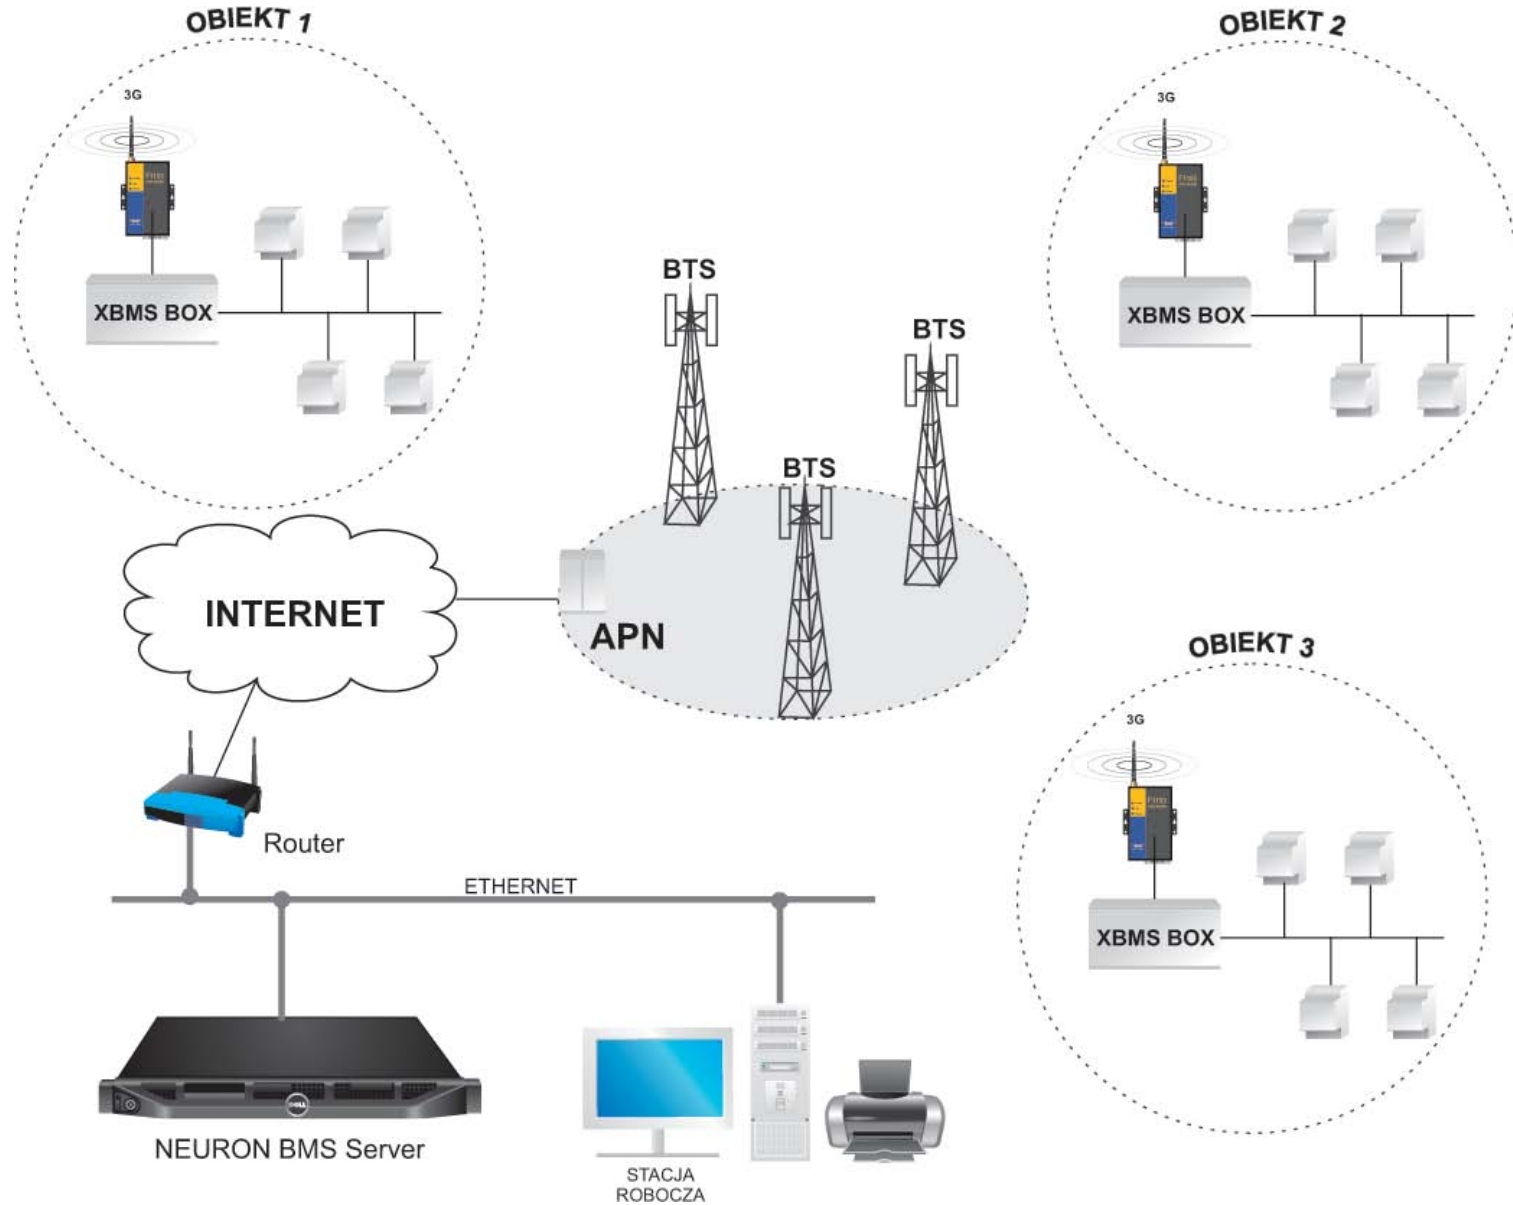 OBIEKT 1
OBIEKT 2
3G
3G
BTS
XBMS BOX
XBMS BOX
BTS
BTS
INTERNET
APN
OBIEKT 3
3G
Router
ETHERNET
XBMS BOX
DELL
NEURON BMS Server
STACJA
ROBOCZA